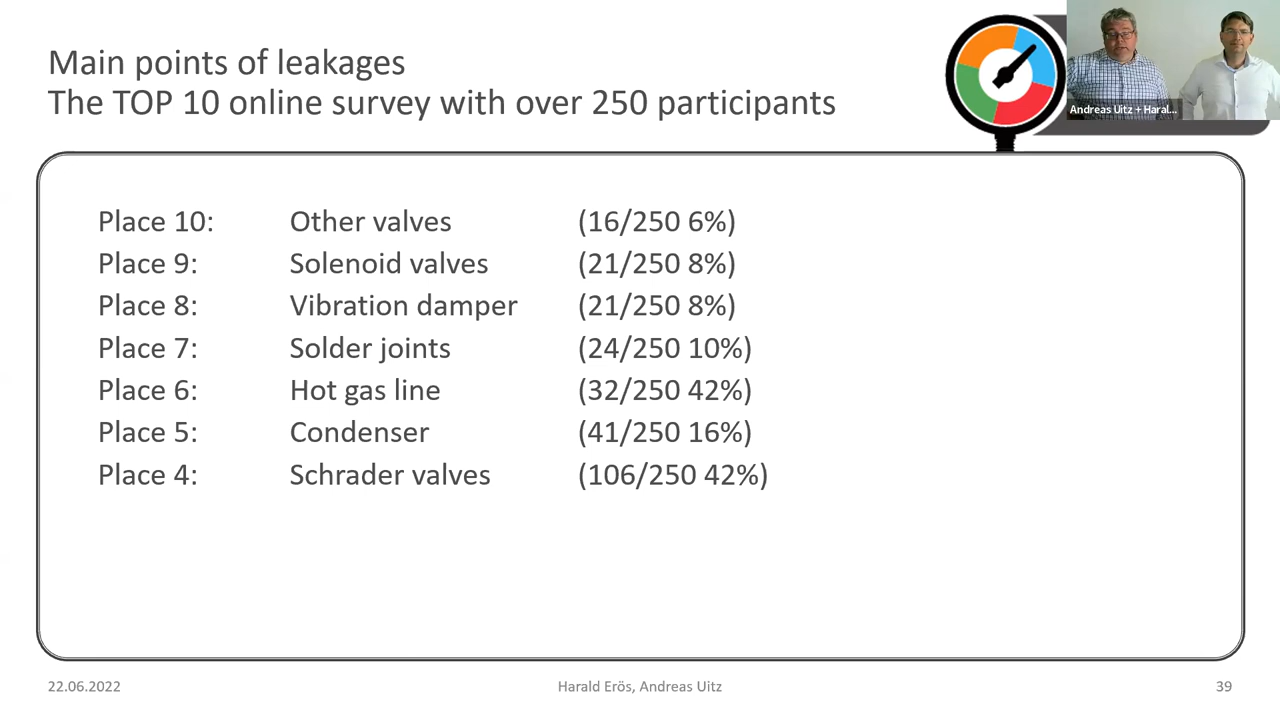 Main points of leakages
The TOP 10 online survey with over 250 participants
Andreas Uitz + Haral...
Place 10: Other valves (16/250 6%)
Place 9: Solenoid valves (21/250 8%)
Place 8: Vibration damper (21/250 8%)
Place 7: Solder joints (24/250 10%)
Place 6: Hot gas line (32/250 42%)
Place 5: Condenser (41/250 16%)
Place 4: Schrader valves (106/250 42%)
22.06.2022 Harald Erös, Andreas Uitz 39